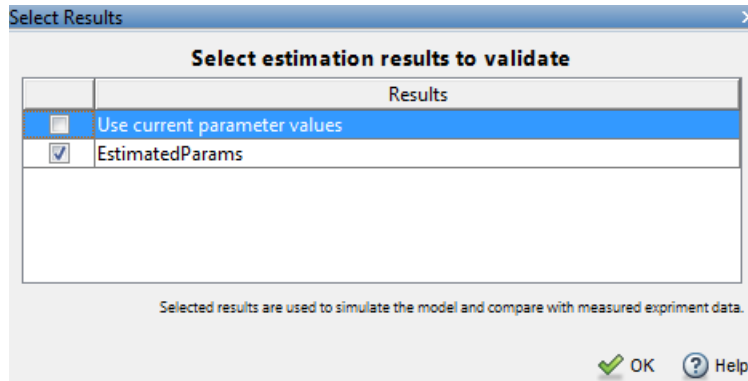 Select Results
Select estimation results to validate
Results
Use current parameter values
EstimatedParams
Selected results are used to simulate the model and compare with measured expriment data.
OK
Help